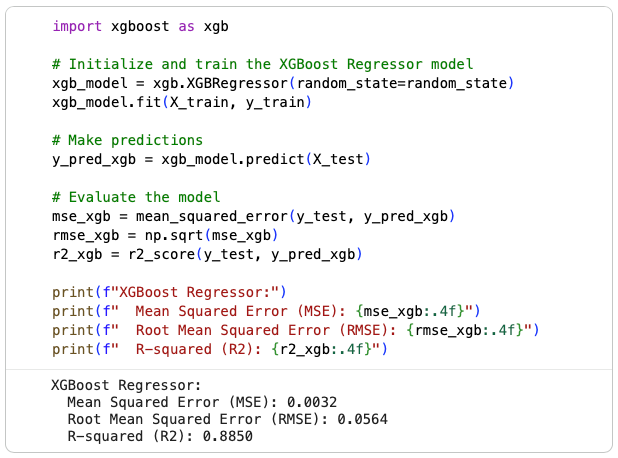 import xgboost as xgb

# Initialize and train the XGBoost Regressor model
xgb_model = xgb.XGBRegressor(random_state=random_state)
xgb_model.fit(X_train, y_train)

# Make predictions
y_pred_xgb = xgb_model.predict(X_test)

# Evaluate the model
mse_xgb = mean_squared_error(y_test, y_pred_xgb)
rmse_xgb = np.sqrt(mse_xgb)
r2_xgb = r2_score(y_test, y_pred_xgb)

print(f"XGBoost Regressor:")
print(f"  Mean Squared Error (MSE): {mse_xgb:.4f}")
print(f"  Root Mean Squared Error (RMSE): {rmse_xgb:.4f}")
print(f"  R-squared (R2): {r2_xgb:.4f}")

XGBoost Regressor:
  Mean Squared Error (MSE): 0.0032
  Root Mean Squared Error (RMSE): 0.0564
  R-squared (R2): 0.8850